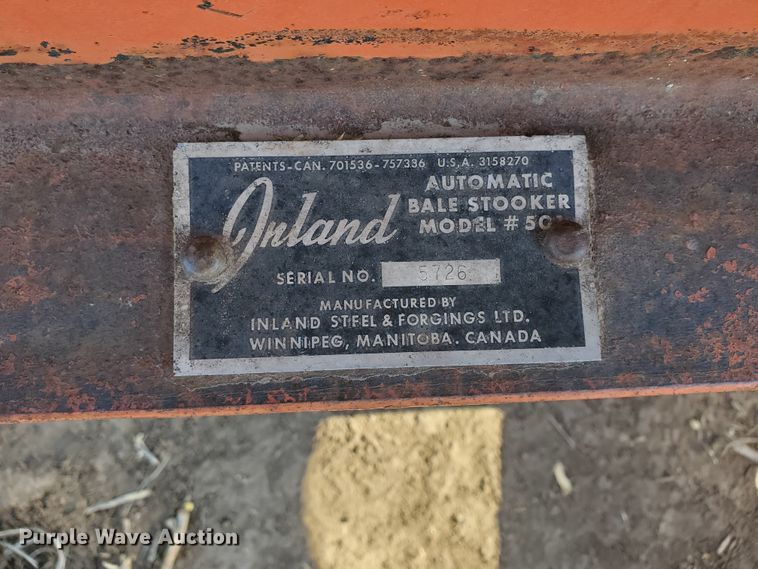 PATENTS-CAN. 701536-757336 U.S.A. 3158270
Inland
AUTOMATIC
BALE STOOKER
MODEL #
SERIAL NO. 5726
MANUFACTURED BY
INLAND STEEL & FORGINGS LTD.
WINNIPEG, MANITOBA. CANADA
Purple Wave Auction